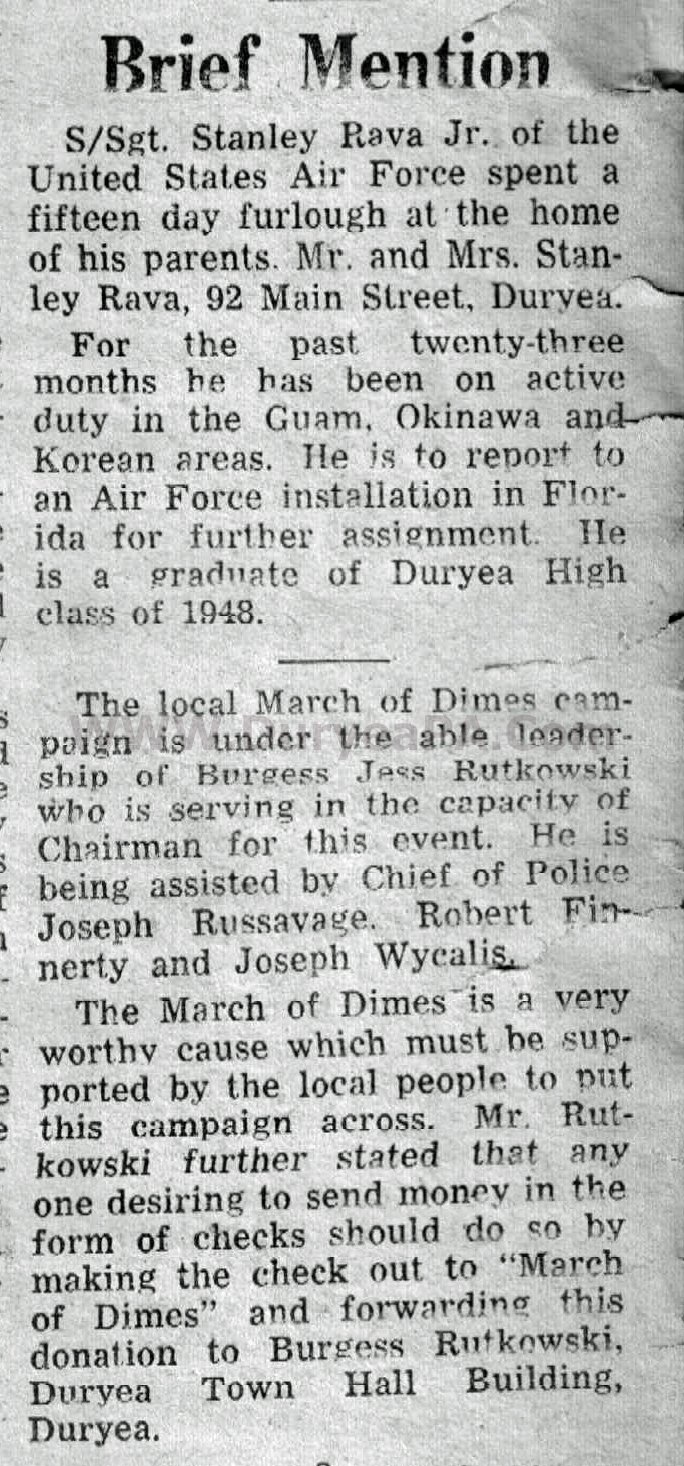 Brief Mention
S/Sgt. Stanley Rava Jr. of the
United States Air Force spent a
fifteen day furlough at the home
of his parents. Mr. and Mrs. Stan-
ley Rava, 92 Main Street, Duryea.
For the past twenty-three
months he has been on active
duty in the Guam, Okinawa and
Korean areas. He is to report to
an Air Force installation in Flor-
ida for further assignment. He
is a graduate of Duryea High
class of 1948.
The local March of Dimes cam-
www.DuryeaPA.Com
paign is under the able leader-
ship of Burgess Jess Rutkowski
who is serving in the capacity of
Chairman for this event. He is
being assisted by Chief of Police
Joseph Russavage, Robert Fin-
nerty and Joseph Wycalis.
The March of Dimes is a very
worthy cause which must be sup-
ported by the local people to put
this campaign across. Mr. Rut-
kowski further stated that any
one desiring to send money in the
form of checks should do so by
making the check out to "March
of Dimes" and forwarding this
donation to Burgess Rutkowski,
Duryea Town Hall Building,
Duryea.